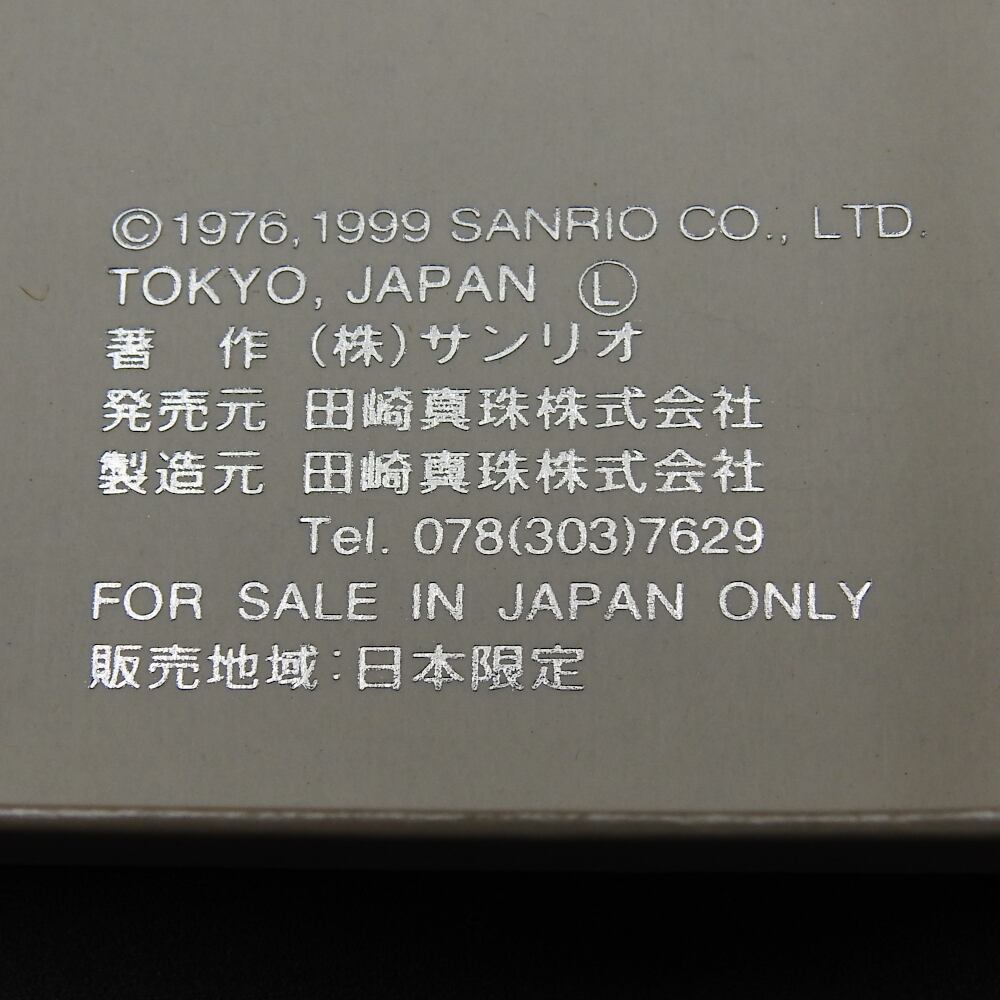 ©1976,1999 SANRIO CO., LTD.
TOKYO, JAPAN Ⓛ
著 作 (株)サンリオ
発売元 田崎真珠株式会社
製造元 田崎真珠株式会社
Tel. 078(303)7629
FOR SALE IN JAPAN ONLY
販売地域:日本限定